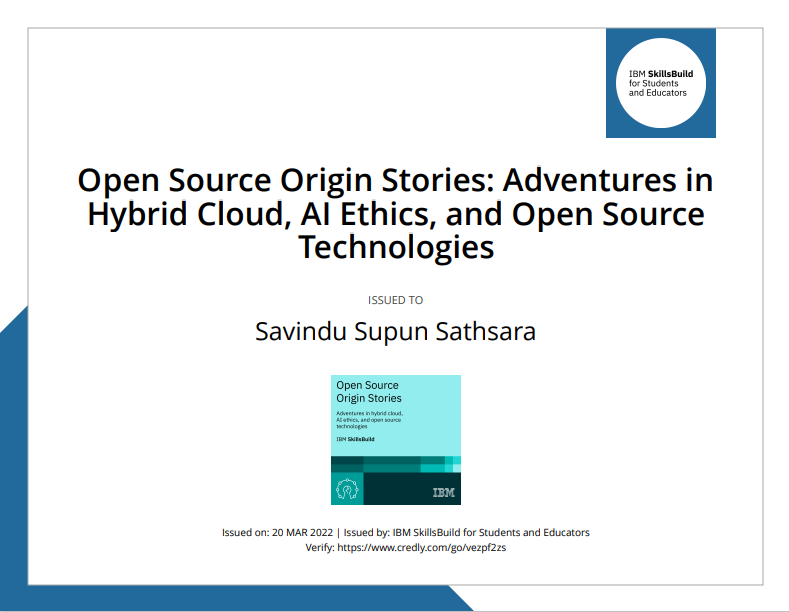 IBM SkillsBuild
for Students
and Educators
Open Source Origin Stories: Adventures in
Hybrid Cloud, AI Ethics, and Open Source
Technologies
ISSUED TO
Savindu Supun Sathsara
Open Source
Origin Stories
Adventures in hybrid cloud,
AI ethics, and open source
technologies
IBM SkillsBuild
IBM
Issued on: 20 MAR 2022 | Issued by: IBM SkillsBuild for Students and Educators
Verify: https://www.credly.com/go/vezpf2zs